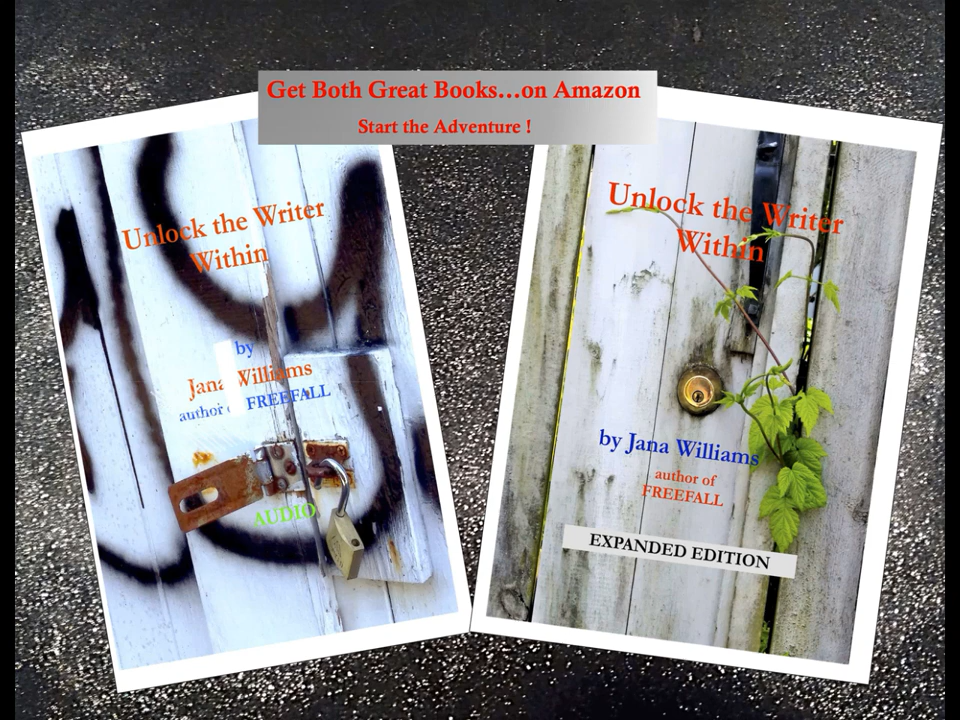 Get Both Great Books...on Amazon
Start the Adventure !
Unlock the Writer
Within
by
Jana Williams
author of FREEFALL
AUDIO
Unlock the Writer
Within
by Jana Williams
author of
FREEFALL
EXPANDED EDITION